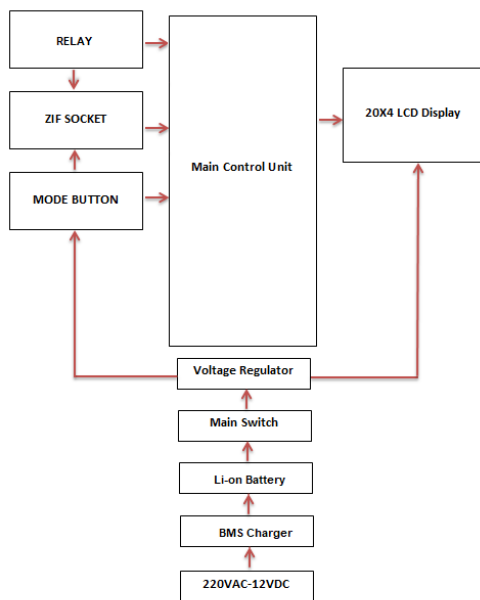 RELAY
ZIF SOCKET
MODE BUTTON
Main Control Unit
20X4 LCD Display
Voltage Regulator
Main Switch
Li-on Battery
BMS Charger
220VAC-12VDC